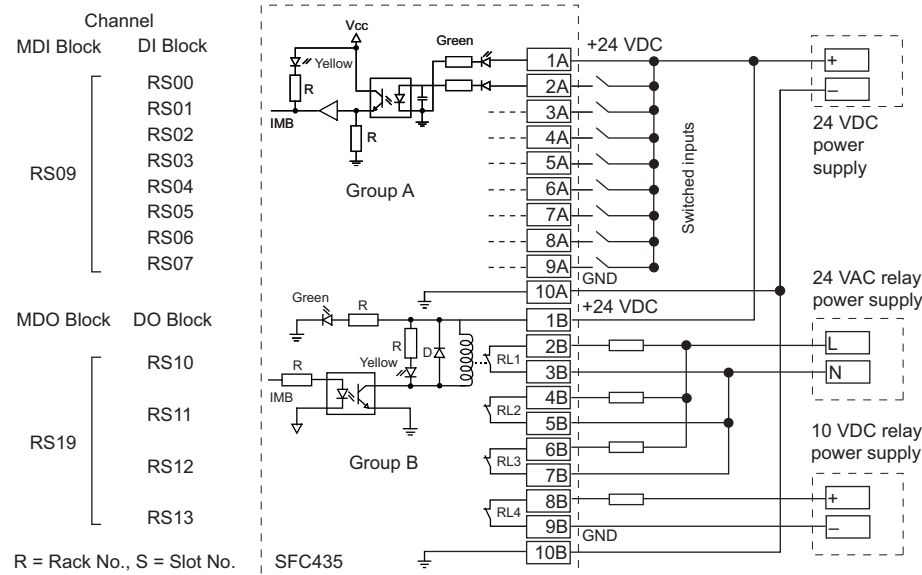 Channel
MDI Block DI Block
RS00
RS01
RS02
RS03
RS04
RS05
RS06
RS07
RS09
MDO Block DO Block
RS10
RS11
RS12
RS13
RS19
R = Rack No., S = Slot No.
SFC435
Vcc
Yellow
R
IMB
R
Green
Group A
1A
2A
3A
4A
5A
6A
7A
8A
9A
10A
+24 VDC
Switched inputs
GND
+24 VDC
Green
R
R
D
Yellow
R
IMB
Group B
RL1
RL2
RL3
RL4
1B
2B
3B
4B
5B
6B
7B
8B
9B
10B
GND
+
–
24 VDC
power
supply
24 VAC relay
power supply
L
N
10 VDC relay
power supply
+
–